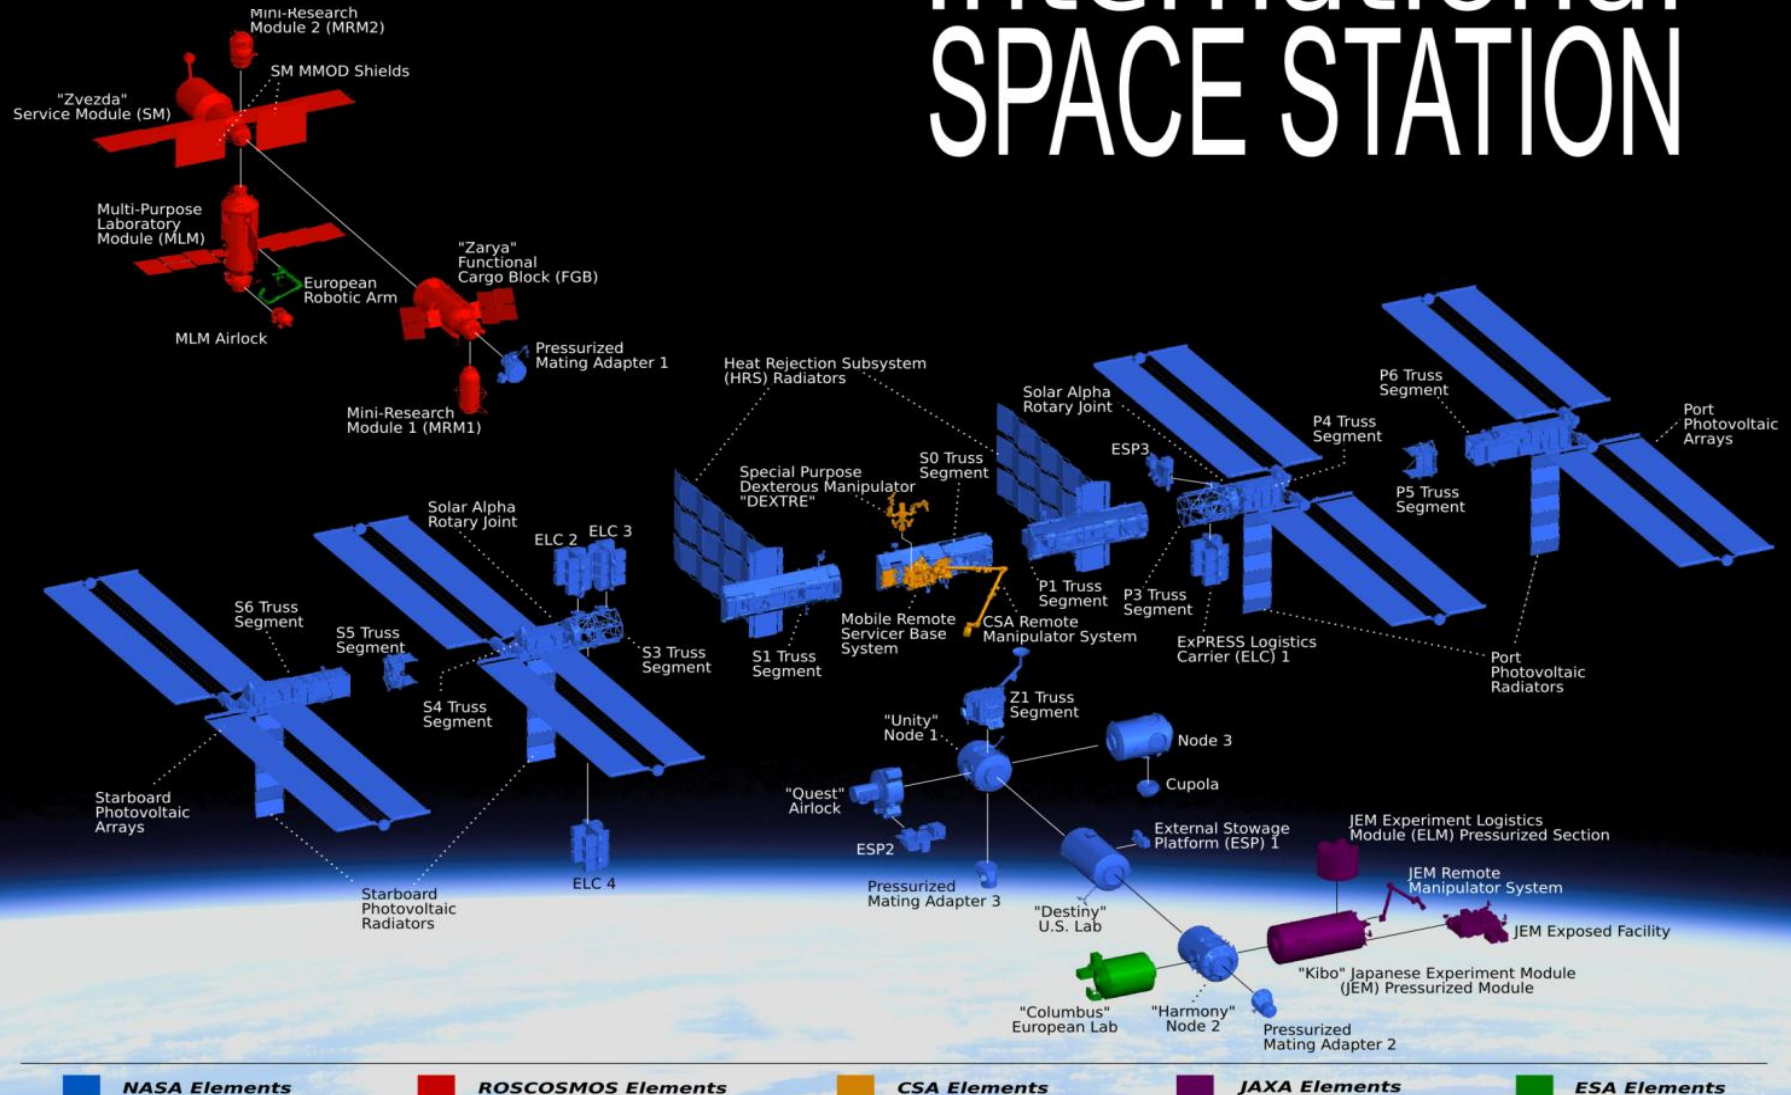 International
SPACE STATION
Mini-Research
Module 2 (MRM2)
SM MMOD Shields
"Zvezda"
Service Module (SM)
Multi-Purpose
Laboratory
Module (MLM)
European
Robotic Arm
MLM Airlock
"Zarya"
Functional
Cargo Block (FGB)
Pressurized
Mating Adapter 1
Mini-Research
Module 1 (MRM1)
Heat Rejection Subsystem
(HRS) Radiators
Solar Alpha
Rotary Joint
P6 Truss
Segment
Port
Photovoltaic
Arrays
P4 Truss
Segment
ESP3
S0 Truss
Segment
Special Purpose
Dexterous Manipulator
"DEXTRE"
P5 Truss
Segment
Solar Alpha
Rotary Joint
ELC 2
ELC 3
P1 Truss
Segment
P3 Truss
Segment
Mobile Remote
Servicer Base
System
CSA Remote
Manipulator System
ExPRESS Logistics
Carrier (ELC) 1
Port
Photovoltaic
Radiators
S6 Truss
Segment
S5 Truss
Segment
S3 Truss
Segment
S1 Truss
Segment
S4 Truss
Segment
Z1 Truss
Segment
"Unity"
Node 1
Node 3
Cupola
"Quest"
Airlock
Starboard
Photovoltaic
Arrays
ESP2
External Stowage
Platform (ESP) 1
JEM Experiment Logistics
Module (ELM) Pressurized Section
ELC 4
Pressurized
Mating Adapter 3
JEM Remote
Manipulator System
Starboard
Photovoltaic
Radiators
"Destiny"
U.S. Lab
JEM Exposed Facility
"Kibo" Japanese Experiment Module
(JEM) Pressurized Module
"Columbus"
European Lab
"Harmony"
Node 2
Pressurized
Mating Adapter 2
NASA Elements
ROSCOSMOS Elements
CSA Elements
JAXA Elements
ESA Elements